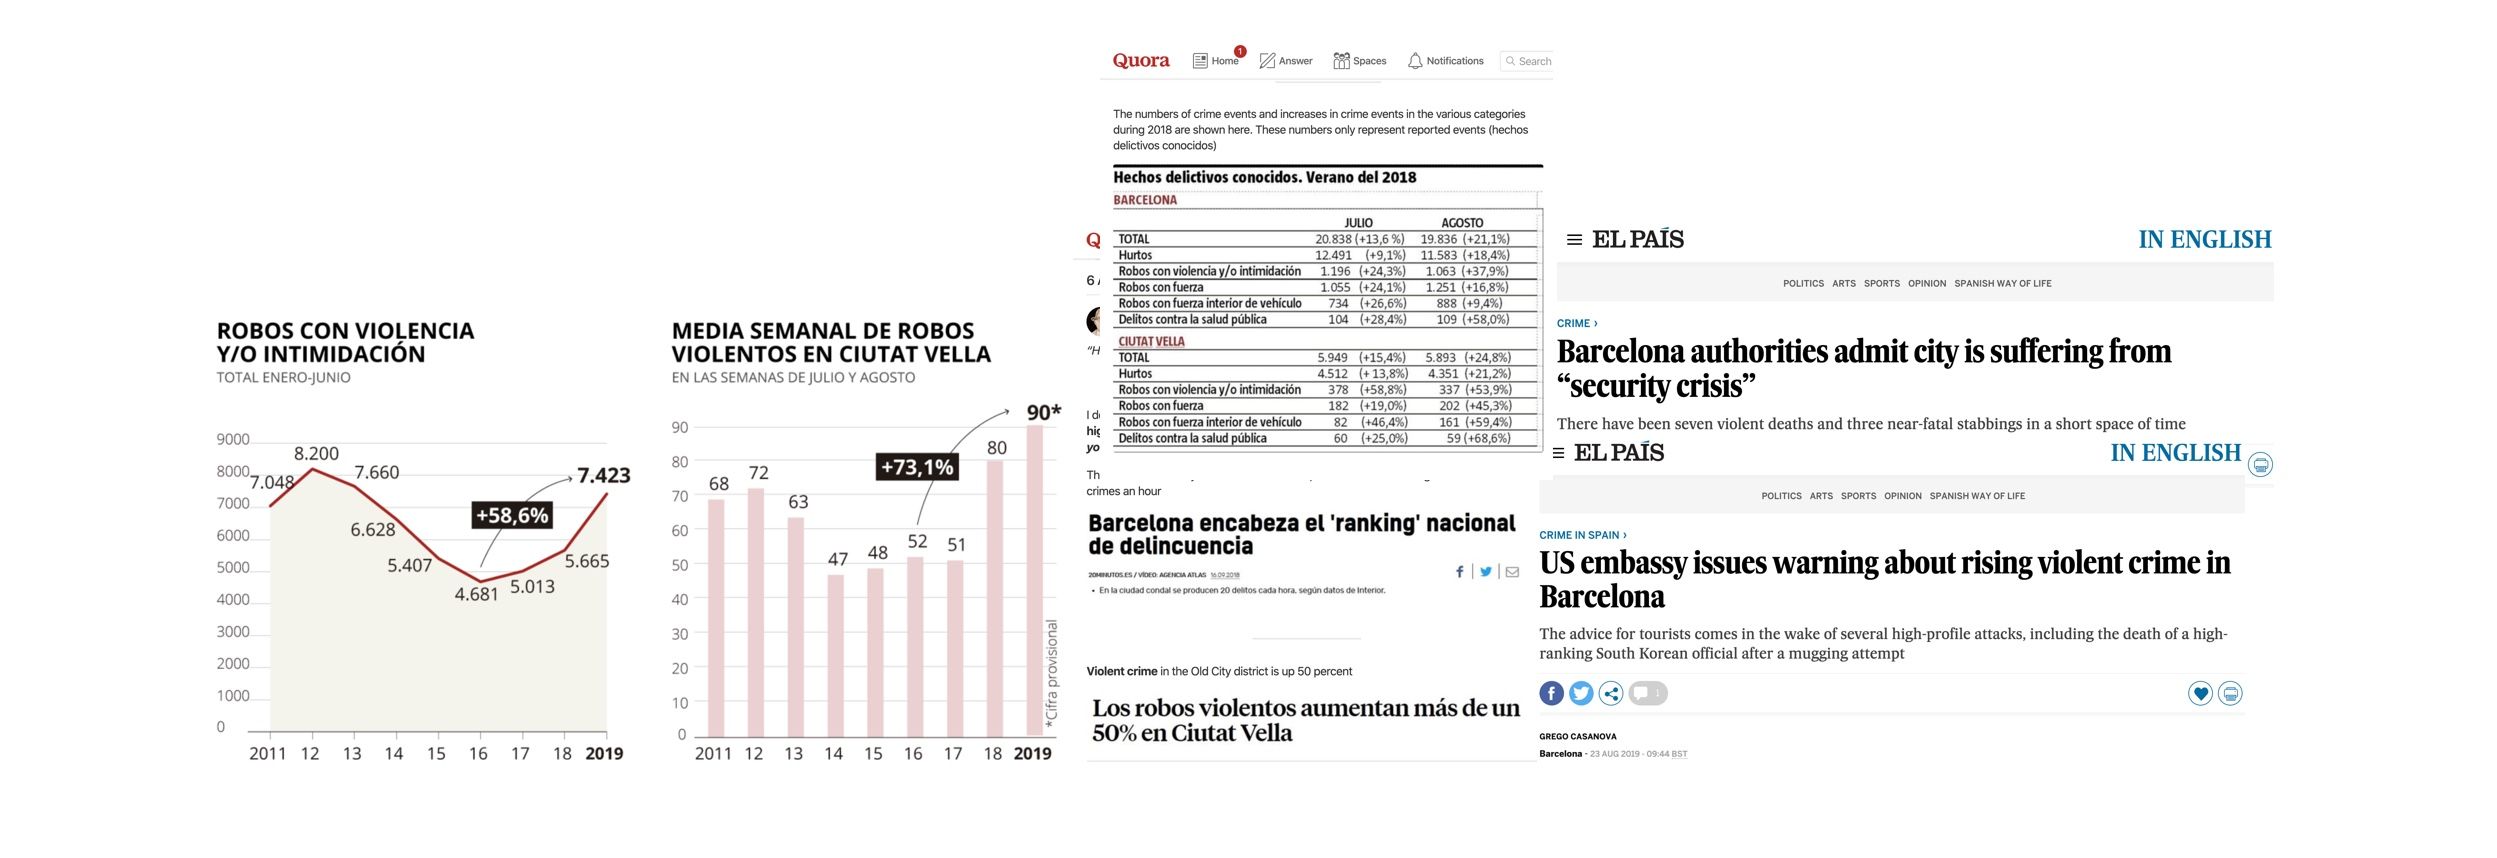 ROBOS CON VIOLENCIA
Y/O INTIMIDACIÓN
TOTAL ENERO-JUNIO
9000
8000
7000
6000
5000
4000
3000
2000
1000
0
7.048
8.200
7.660
6.628
5.407
4.681
5.013
5.665
7.423
+58,6%
2011 12 13 14 15 16 17 18 2019
MEDIA SEMANAL DE ROBOS
VIOLENTOS EN CIUTAT VELLA
EN LAS SEMANAS DE JULIO Y AGOSTO
90
80
70
60
50
40
30
20
10
0
68
72
63
47
48
52
51
80
90*
+73,1%
*Cifra provisional
2011 12 13 14 15 16 17 18 2019
Quora
Home 1
Answer
Spaces
Notifications
Search
The numbers of crime events and increases in crime events in the various categories
during 2018 are shown here. These numbers only represent reported events (hechos
delictivos conocidos)
Hechos delictivos conocidos. Verano del 2018
BARCELONA
JULIO AGOSTO
TOTAL 20.838 (+13,6 %) 19.836 (+21,1%)
Hurtos 12.491 (+9,1%) 11.583 (+18,4%)
Robos con violencia y/o intimidación 1.196 (+24,3%) 1.063 (+37,9%)
Robos con fuerza 1.055 (+24,1%) 1.251 (+16,8%)
Robos con fuerza interior de vehículo 734 (+26,6%) 888 (+9,4%)
Delitos contra la salud pública 104 (+28,4%) 109 (+58,0%)
CIUTAT VELLA
TOTAL 5.949 (+15,4%) 5.893 (+24,8%)
Hurtos 4.512 (+ 13,8%) 4.351 (+21,2%)
Robos con violencia y/o intimidación 378 (+58,8%) 337 (+53,9%)
Robos con fuerza 182 (+19,0%) 202 (+45,3%)
Robos con fuerza interior de vehículo 82 (+46,4%) 161 (+59,4%)
Delitos contra la salud pública 60 (+25,0%) 59 (+68,6%)
Q
6
"H
I d
hig
yo
Th
crimes an hour
Barcelona encabeza el 'ranking' nacional
de delincuencia
20MINUTOS.ES / VÍDEO: AGENCIA ATLAS 16.09.2018
• En la ciudad condal se producen 20 delitos cada hora, según datos de Interior.
Violent crime in the Old City district is up 50 percent
Los robos violentos aumentan más de un
50% en Ciutat Vella
EL PAÍS
IN ENGLISH
POLITICS ARTS SPORTS OPINION SPANISH WAY OF LIFE
CRIME ›
Barcelona authorities admit city is suffering from
“security crisis”
There have been seven violent deaths and three near-fatal stabbings in a short space of time
EL PAÍS
IN ENGLISH
POLITICS ARTS SPORTS OPINION SPANISH WAY OF LIFE
CRIME IN SPAIN ›
US embassy issues warning about rising violent crime in
Barcelona
The advice for tourists comes in the wake of several high-profile attacks, including the death of a high-
ranking South Korean official after a mugging attempt
1
GREGO CASANOVA
Barcelona - 23 AUG 2019 - 09:44 BST